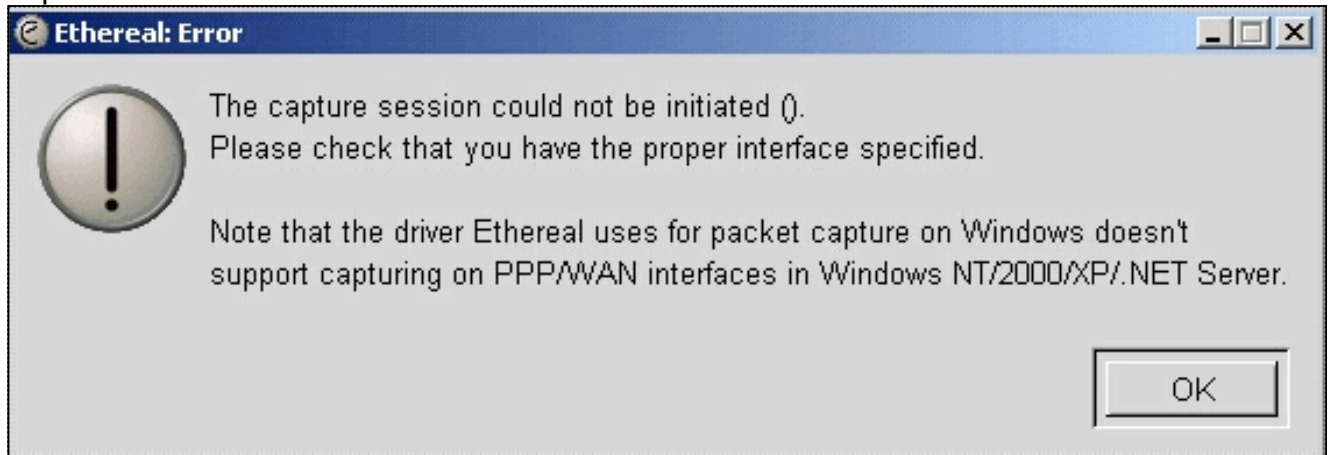 Ethereal: Error
The capture session could not be initiated ().
Please check that you have the proper interface specified.
Note that the driver Ethereal uses for packet capture on Windows doesn't
support capturing on PPP/WAN interfaces in Windows NT/2000/XP/.NET Server.
OK